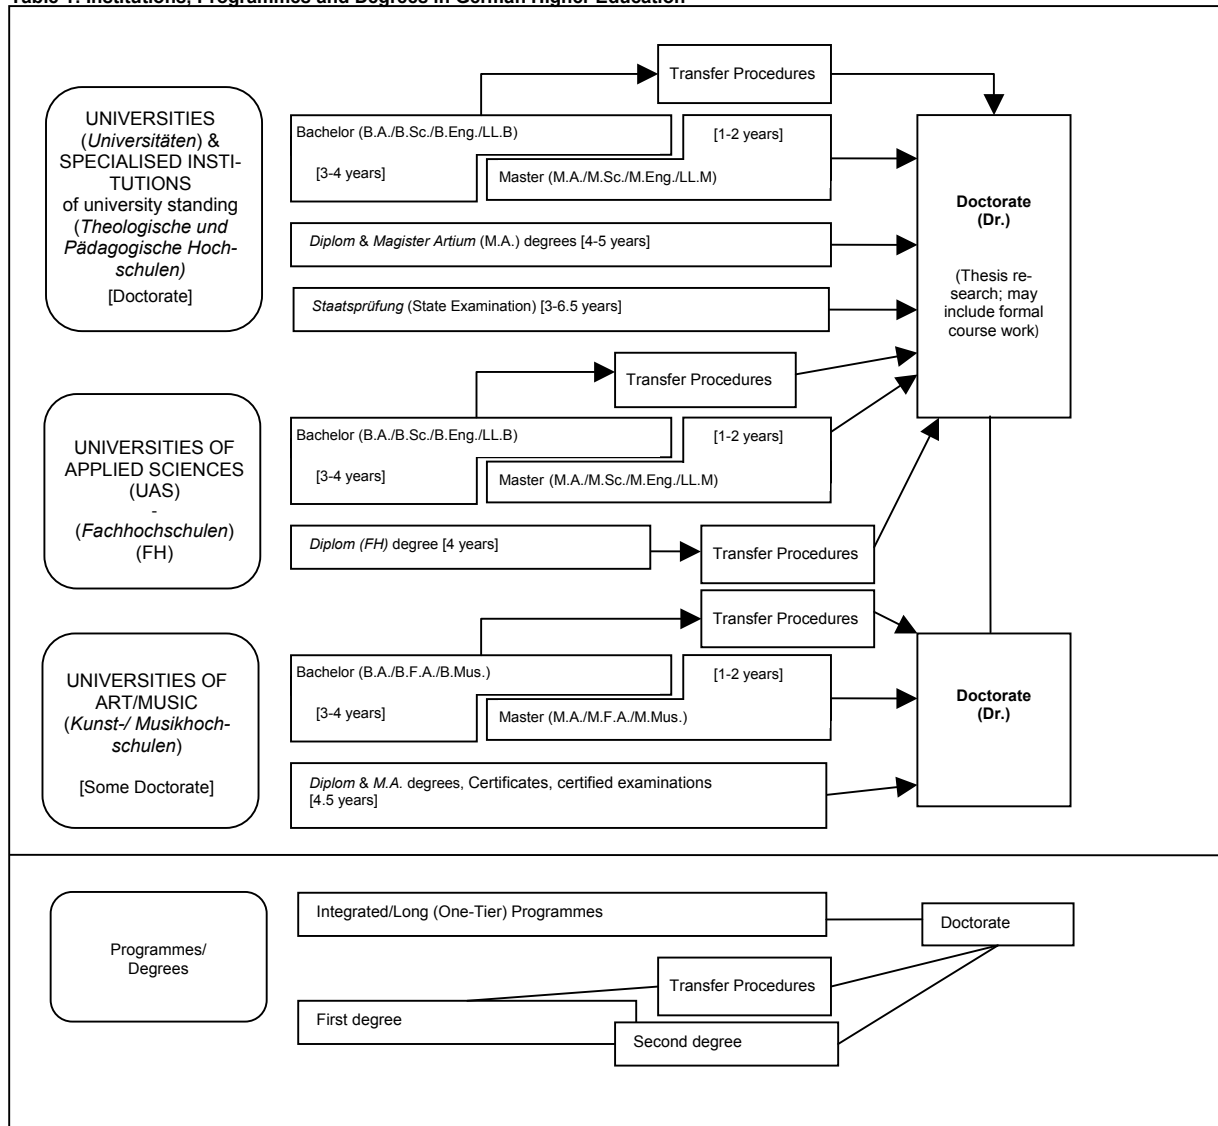 Table 1: Institutions, Programmes and Degrees in German Higher Education
UNIVERSITIES
(Universitäten) &
SPECIALISED INSTI-
TUTIONS
of university standing
(Theologische und
Pädagogische Hoch-
schulen)
[Doctorate]
Transfer Procedures
Bachelor (B.A./B.Sc./B.Eng./LL.B)
[3-4 years]
[1-2 years]
Master (M.A./M.Sc./M.Eng./LL.M)
Diplom & Magister Artium (M.A.) degrees [4-5 years]
Staatsprüfung (State Examination) [3-6.5 years]
Doctorate
(Dr.)
(Thesis re-
search; may
include formal
course work)
UNIVERSITIES OF
APPLIED SCIENCES
(UAS)
-
(Fachhochschulen)
(FH)
Transfer Procedures
Bachelor (B.A./B.Sc./B.Eng./LL.B)
[3-4 years]
[1-2 years]
Master (M.A./M.Sc./M.Eng./LL.M)
Diplom (FH) degree [4 years]
Transfer Procedures
UNIVERSITIES OF
ART/MUSIC
(Kunst-/ Musikhoch-
schulen)
[Some Doctorate]
Transfer Procedures
Bachelor (B.A./B.F.A./B.Mus.)
[3-4 years]
[1-2 years]
Master (M.A./M.F.A./M.Mus.)
Diplom & M.A. degrees, Certificates, certified examinations
[4.5 years]
Doctorate
(Dr.)
Programmes/
Degrees
Integrated/Long (One-Tier) Programmes
Doctorate
Transfer Procedures
First degree
Second degree